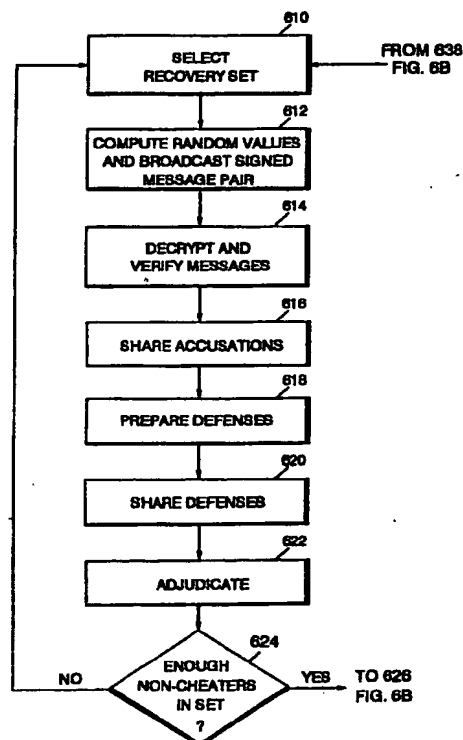 610
SELECT
RECOVERY SET
FROM 638
FIG. 6B
612
COMPUTE RANDOM VALUES
AND BROADCAST SIGNED
MESSAGE PAIR
614
DECRYPT AND
VERIFY MESSAGES
616
SHARE ACCUSATIONS
618
PREPARE DEFENSES
620
SHARE DEFENSES
622
ADJUDICATE
624
ENOUGH
NON-CHEATERS
IN SET
?
NO
YES
TO 626
FIG. 6B